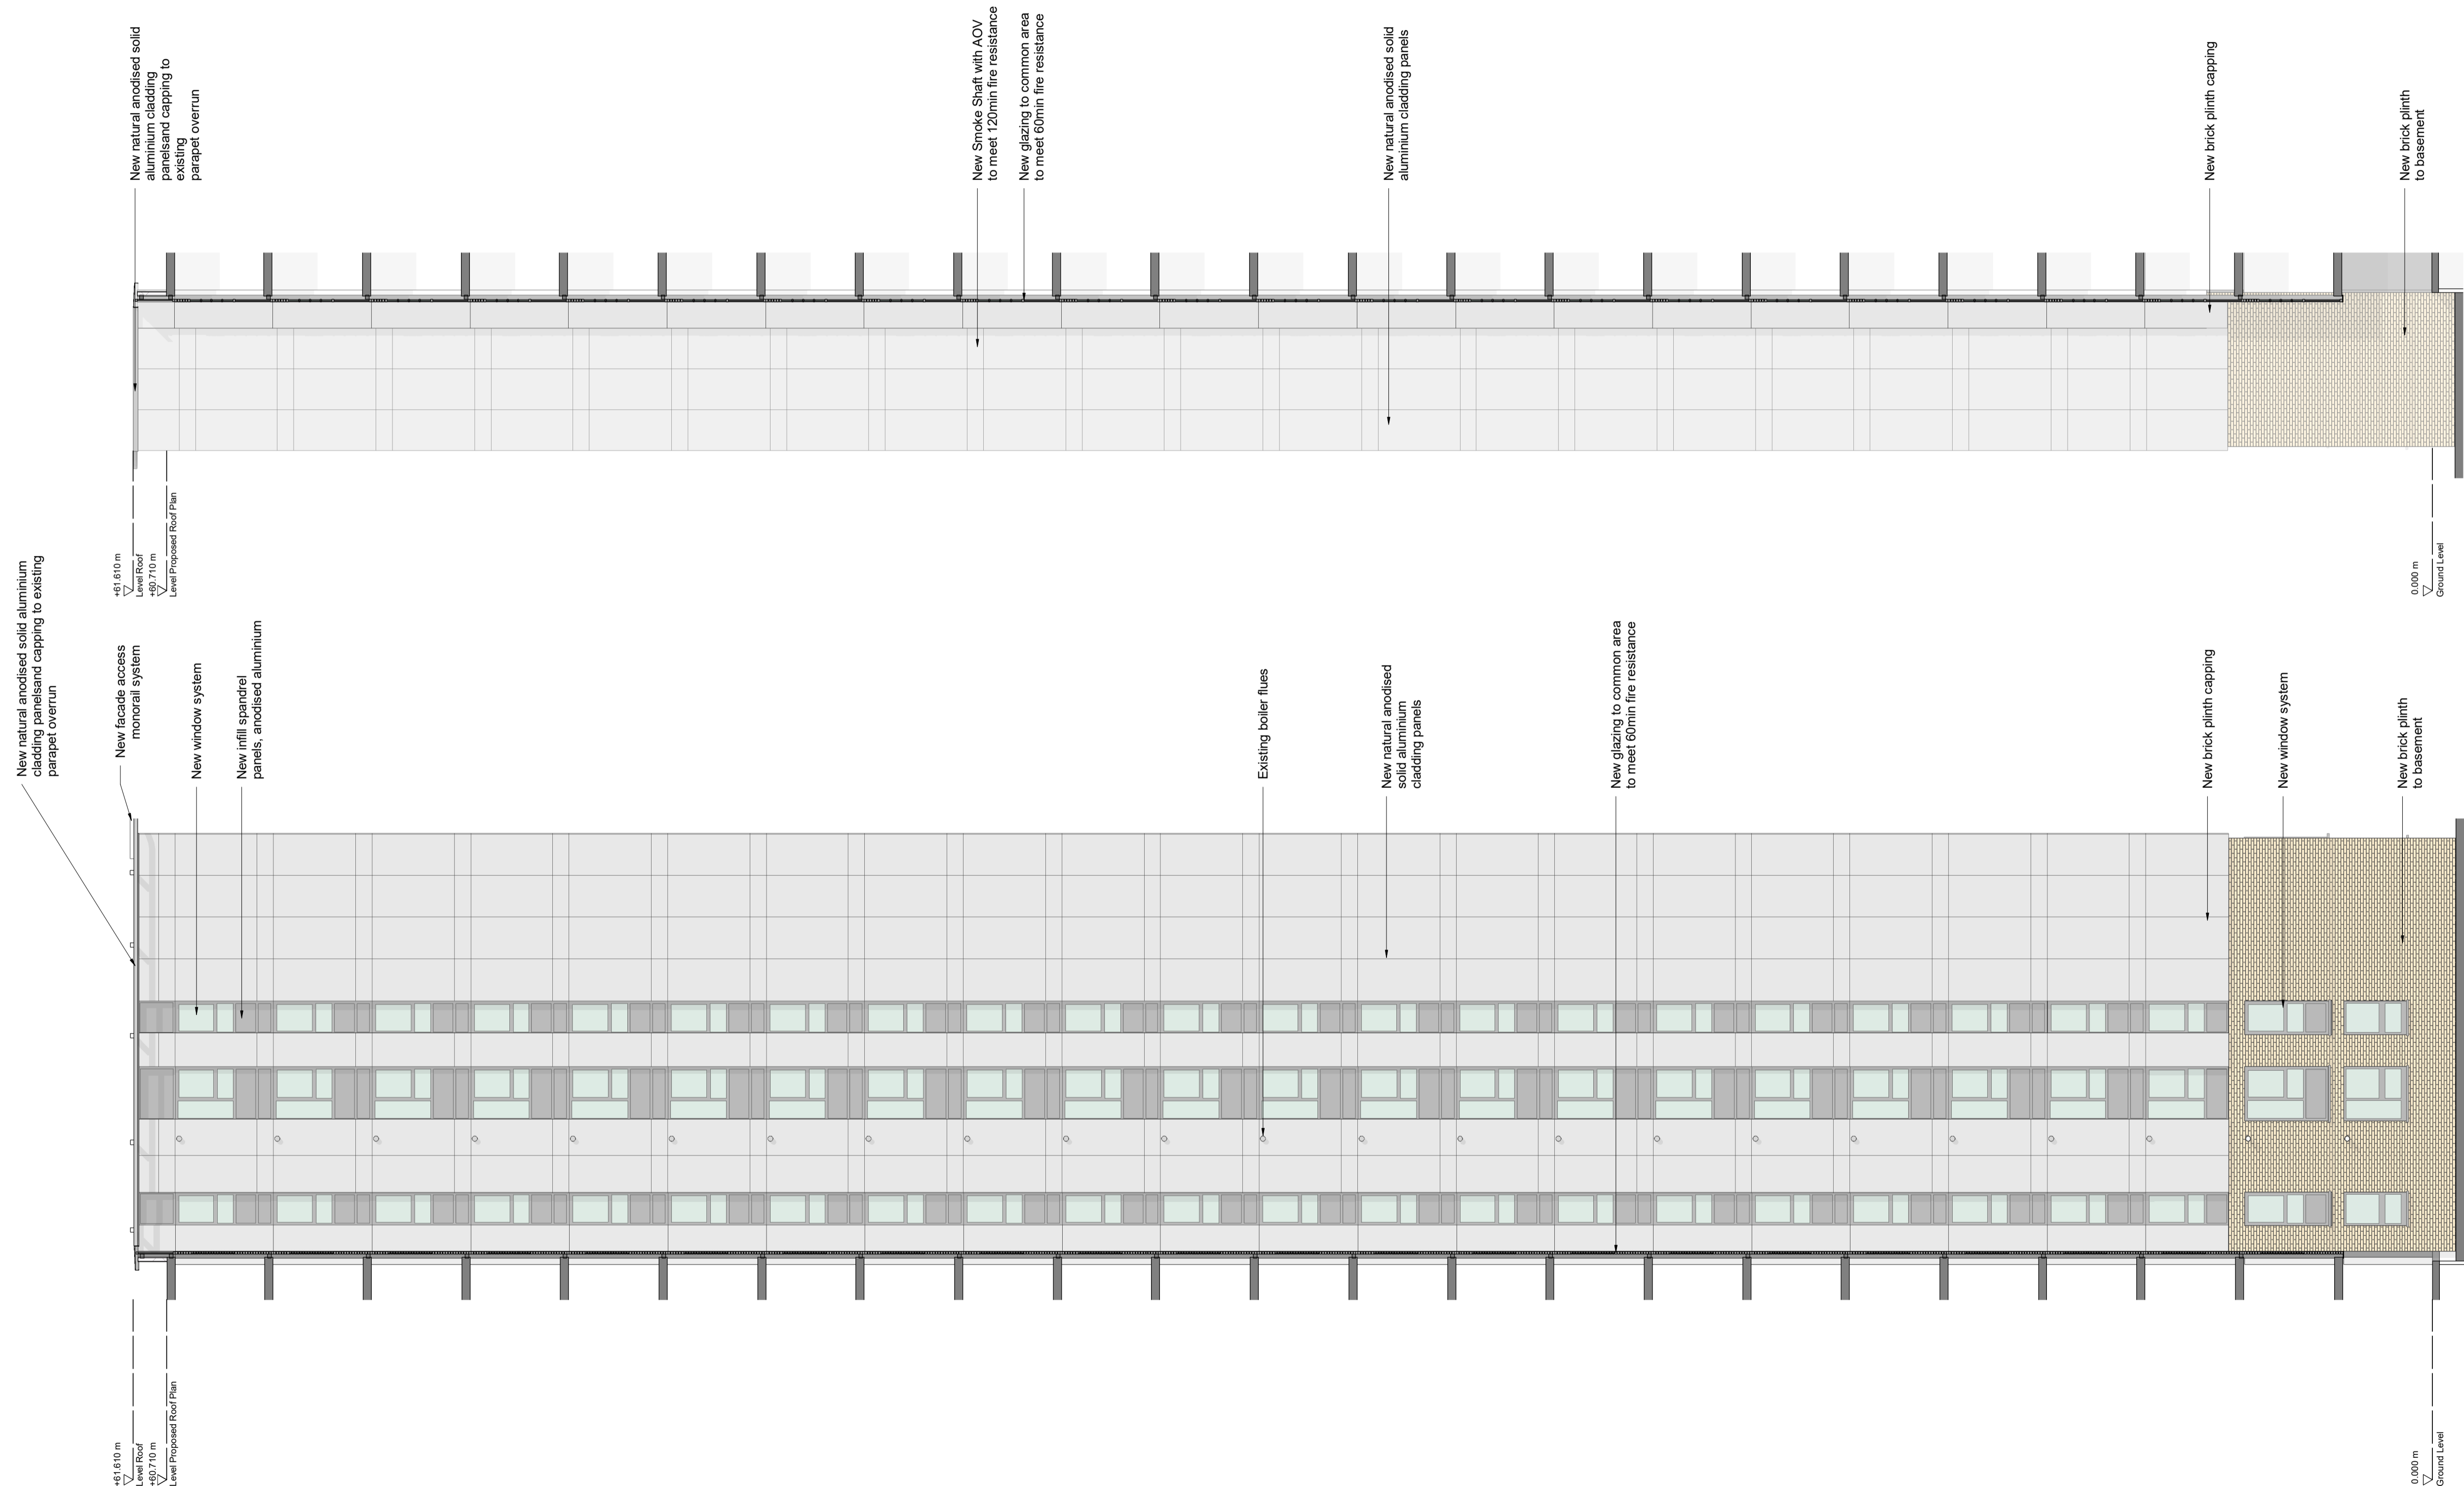 New natural anodised solid aluminium
cladding panelsand capping to existing
parapet overrun
New facade access
monorail system
New window system
New infill spandrel
panels, anodised aluminium
Existing boiler flues
New natural anodised
solid aluminium
cladding panels
New glazing to common area
to meet 60min fire resistance
New brick plinth capping
New window system
New brick plinth
to basement
+61.610 m
Level Roof
+60.710 m
Level Proposed Roof Plan
0.000 m
Ground Level
New natural anodised solid
aluminium cladding
panelsand capping to
existing
parapet overrun
New Smoke Shaft with AOV
to meet 120min fire resistance
New glazing to common area
to meet 60min fire resistance
New natural anodised solid
aluminium cladding panels
New brick plinth capping
New brick plinth
to basement
+61.610 m
Level Roof
+60.710 m
Level Proposed Roof Plan
0.000 m
Ground Level